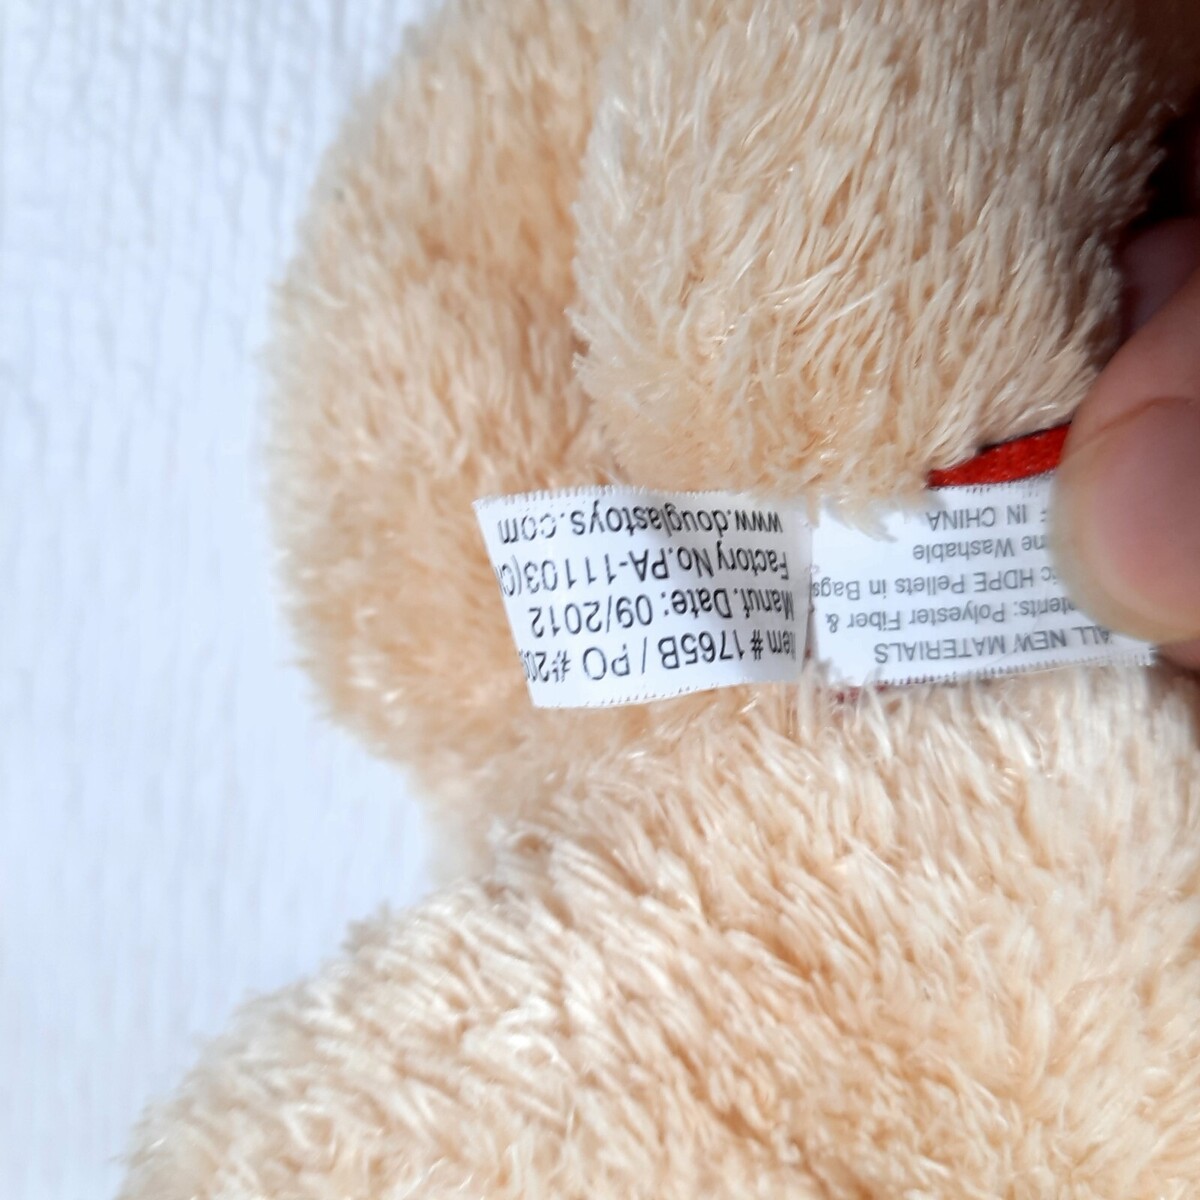 ALL NEW MATERIALS
Polyester Fiber &
HDPE Pellets in Bags
Washable
IN CHINA
# 1765B / PO
Manuf. Date: 09/2012
Factory No.PA-11103
www.douglastoys.com